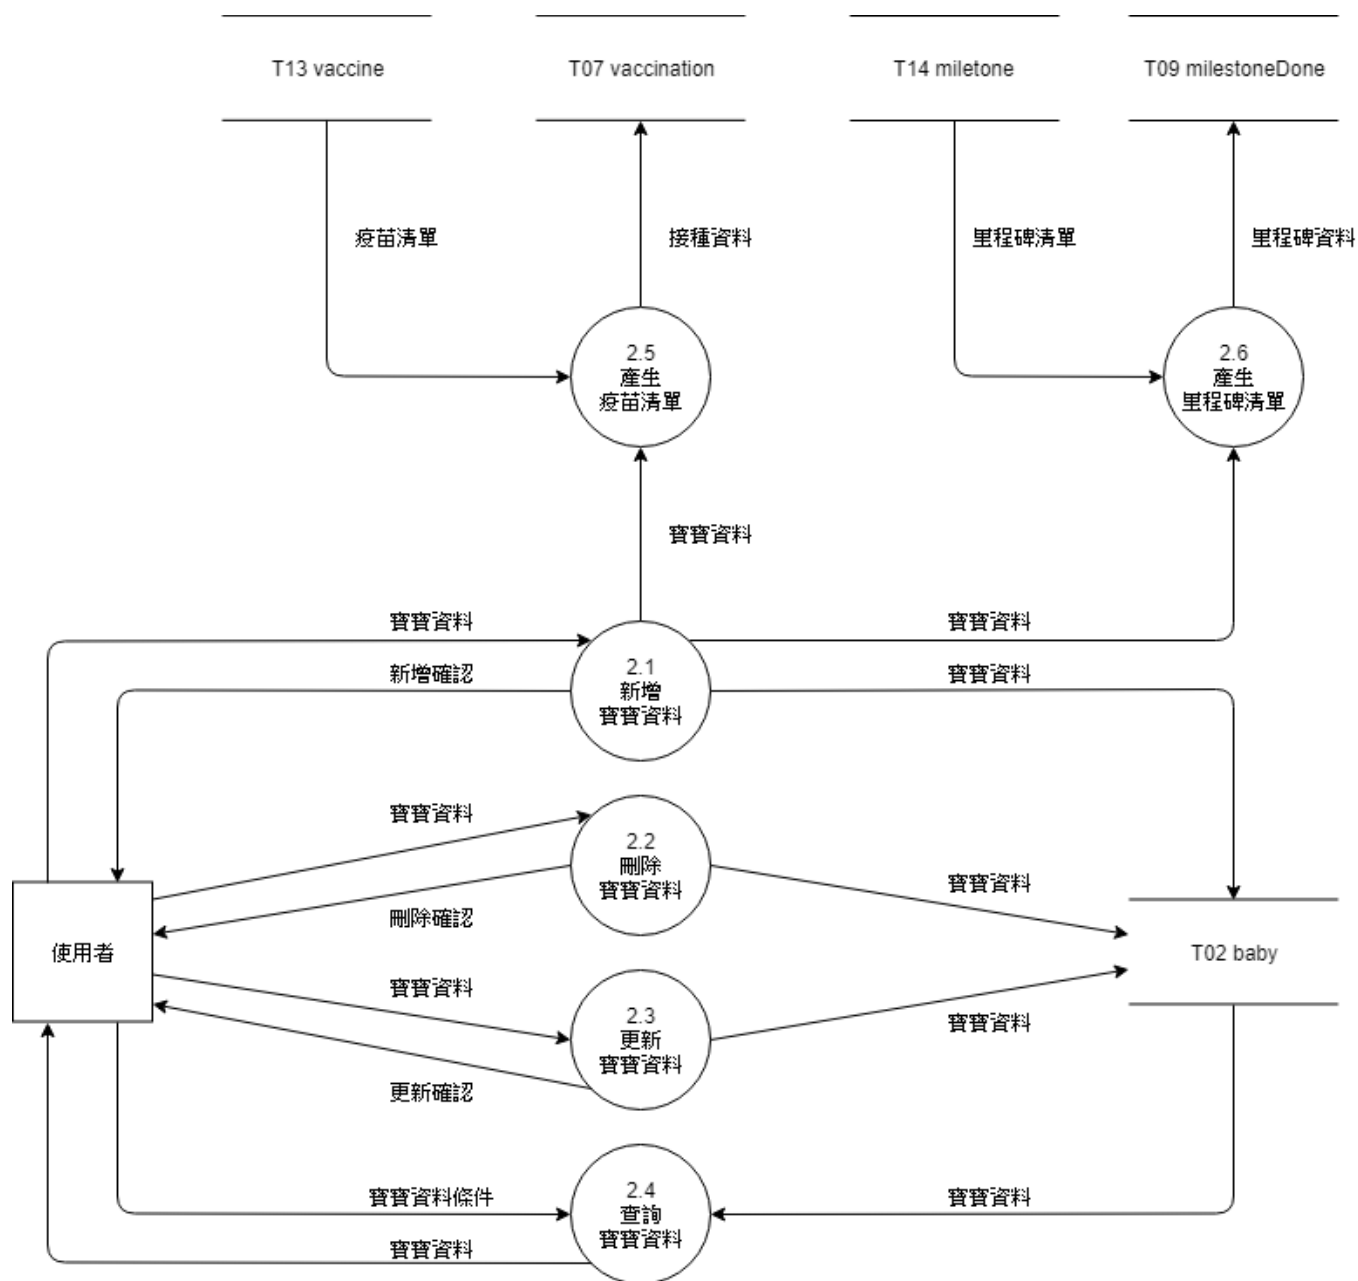 T13 vaccine
T07 vaccination
T14 miletone
T09 milestoneDone
疫苗清單
接種資料
里程碑清單
里程碑資料
2.5
產生
疫苗清單
2.6
產生
里程碑清單
寶寶資料
寶寶資料
寶寶資料
新增確認
2.1
新增
寶寶資料
寶寶資料
寶寶資料
2.2
刪除
寶寶資料
寶寶資料
刪除確認
使用者
T02 baby
寶寶資料
2.3
更新
寶寶資料
寶寶資料
更新確認
寶寶資料條件
2.4
查詢
寶寶資料
寶寶資料
寶寶資料